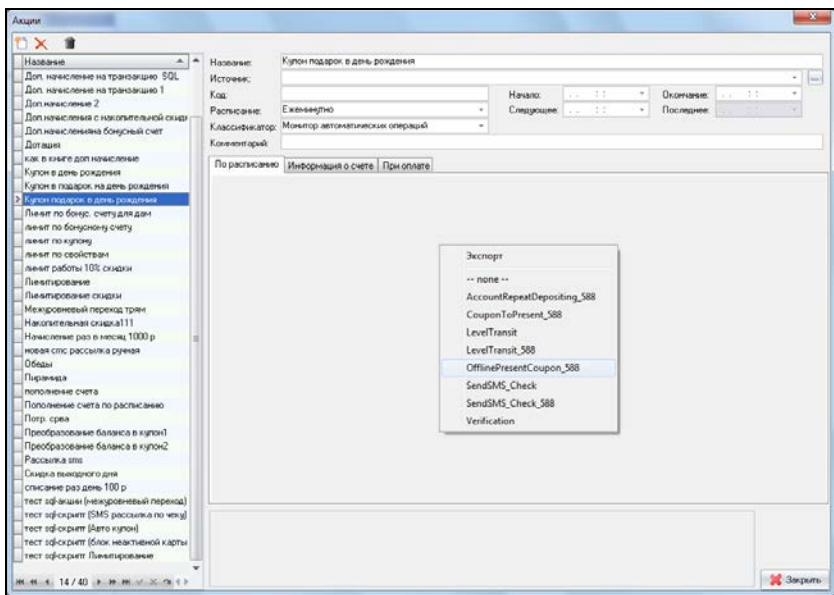 Акции
Название
Доп. начисление на транзакцию SQL
Доп. начисление на транзакцию 1
Доп.начисление 2
Доп.начисления с накопительной скидк
Доп.начисленияна бонусный счет
Дотация
как в книге доп начисление
Купон в день рождения
Купон в подарок на день рождения
Купон подарок в день рождения
Лимит по бонус. счету для дам
лимит по бонусному счету
лимит по купону
лимит по свойствам
лимит работы 10% скидки
Лимитирование
Лимитирование скидки
Межуровневый переход трям
Накопительная скидка111
Начисление раз в месяц 1000 р
новая смс рассылка ручная
Обеды
Пирамида
пополнение счета
Пополнение счета по расписанию
Потр. срва
Преобразование баланса в купон1
Преобразование баланса в купон2
Рассылка sms
Скидка выходного дня
списание раз день 100 р
тест sql-акции (межуровневый переход)
тест sql-скрипт (SMS рассылка по чеку)
тест sql-скрипт (Авто купон)
тест sql-скрипт (блок. неактивной карты
тест sql-скрипт Лимитирование
14 / 40
Название: Купон подарок в день рождения
Источник:
Код: Начало: . . : : Окончание: . . : :
Расписание: Ежеминутно Следующее: . . : : Последнее: . . : :
Классификатор: Монитор автоматических операций
Комментарий:
По расписанию Информация о счете При оплате
Экспорт
-- none --
AccountRepeatDepositing_588
CouponToPresent_588
LevelTransit
LevelTransit_588
OfflinePresentCoupon_588
SendSMS_Check
SendSMS_Check_588
Verification
Закрыть